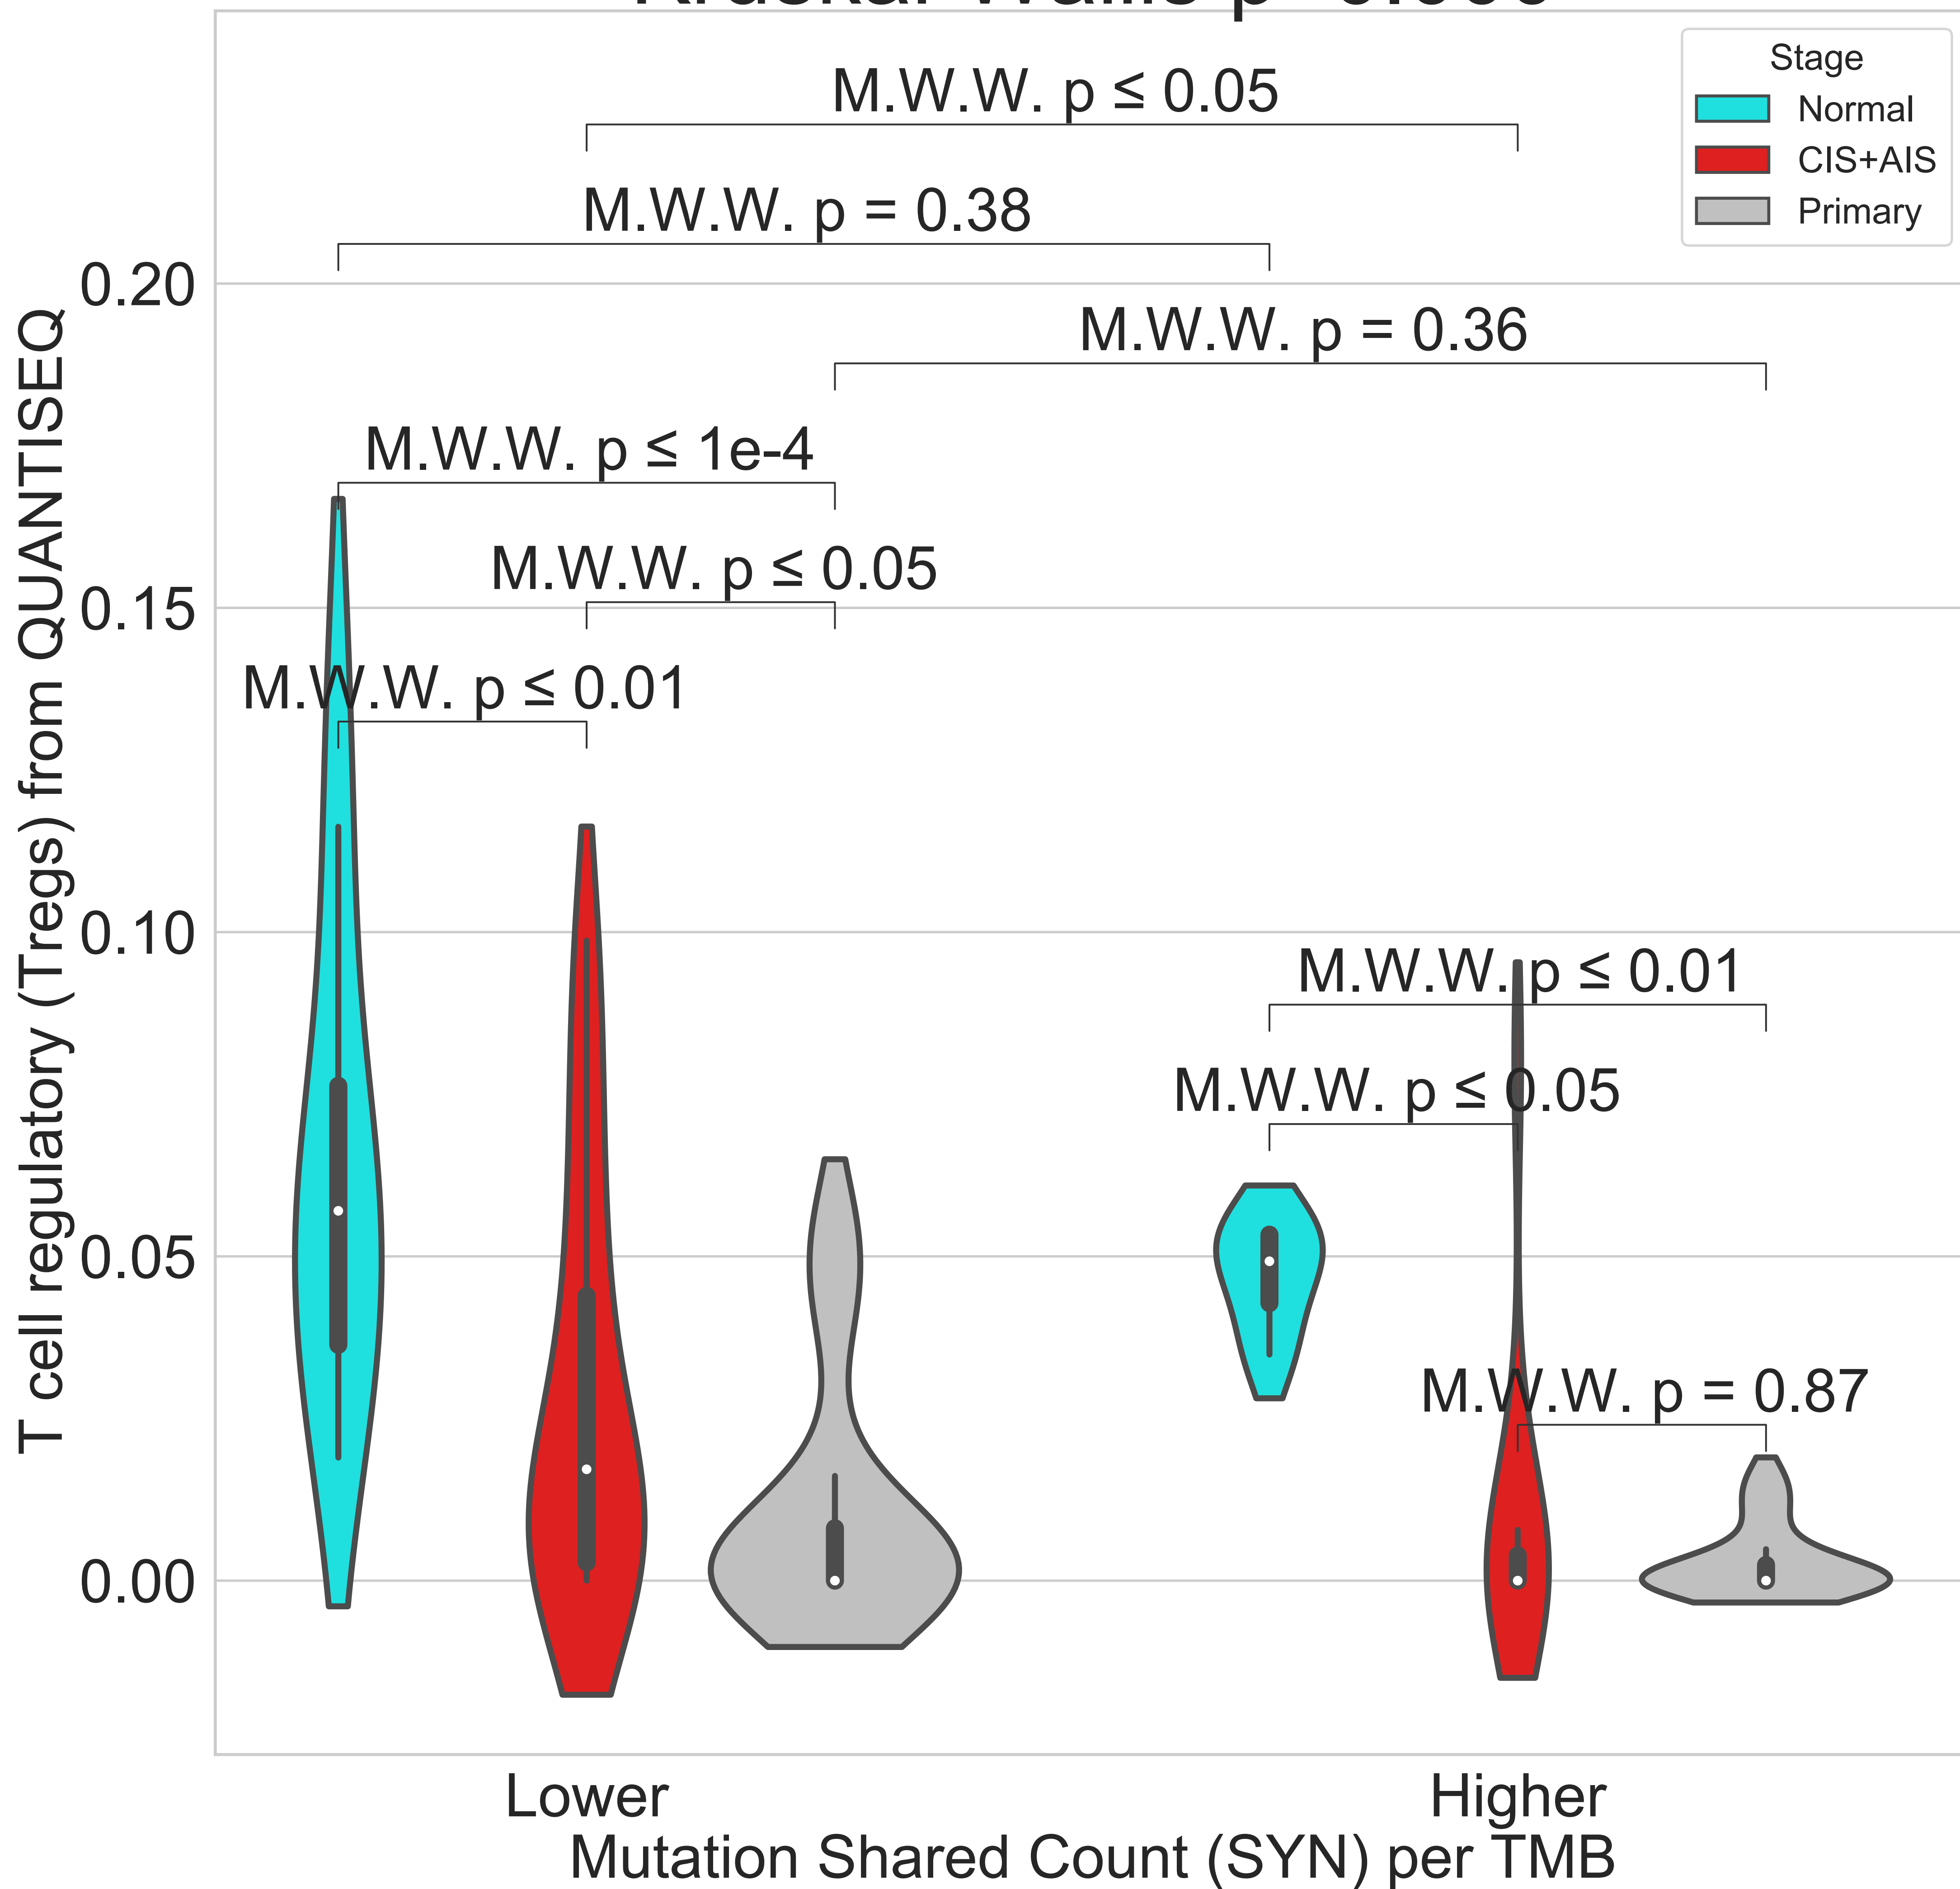 Stage
Normal
CIS+AIS
Primary
M.W.W. p ≤ 0.05
M.W.W. p = 0.38
M.W.W. p = 0.36
M.W.W. p ≤ 1e-4
M.W.W. p ≤ 0.05
M.W.W. p ≤ 0.01
M.W.W. p ≤ 0.01
M.W.W. p ≤ 0.05
M.W.W. p = 0.87
T cell regulatory (Tregs) from QUANTISEQ
0.20
0.15
0.10
0.05
0.00
Lower
Higher
Mutation Shared Count (SYN) per TMB